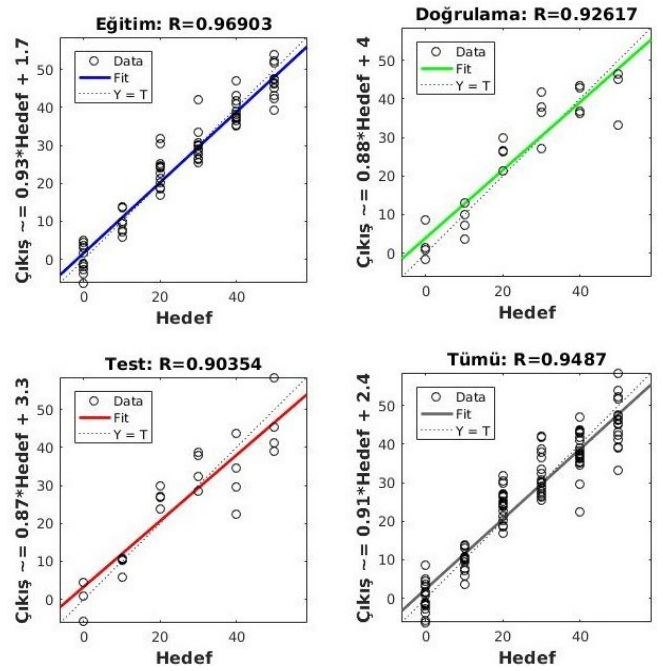 Eğitim: R=0.96903
Çıkış ~= 0.93*Hedef + 1.7
Data
Fit
Y = T
50
40
30
20
10
0
0
20
40
Hedef
Doğrulama: R=0.92617
Çıkış ~= 0.88*Hedef + 4
Data
Fit
Y = T
50
40
30
20
10
0
0
20
40
Hedef
Test: R=0.90354
Çıkış ~= 0.87*Hedef + 3.3
Data
Fit
Y = T
50
40
30
20
10
0
0
20
40
Hedef
Tümü: R=0.9487
Çıkış ~= 0.91*Hedef + 2.4
Data
Fit
Y = T
50
40
30
20
10
0
0
20
40
Hedef